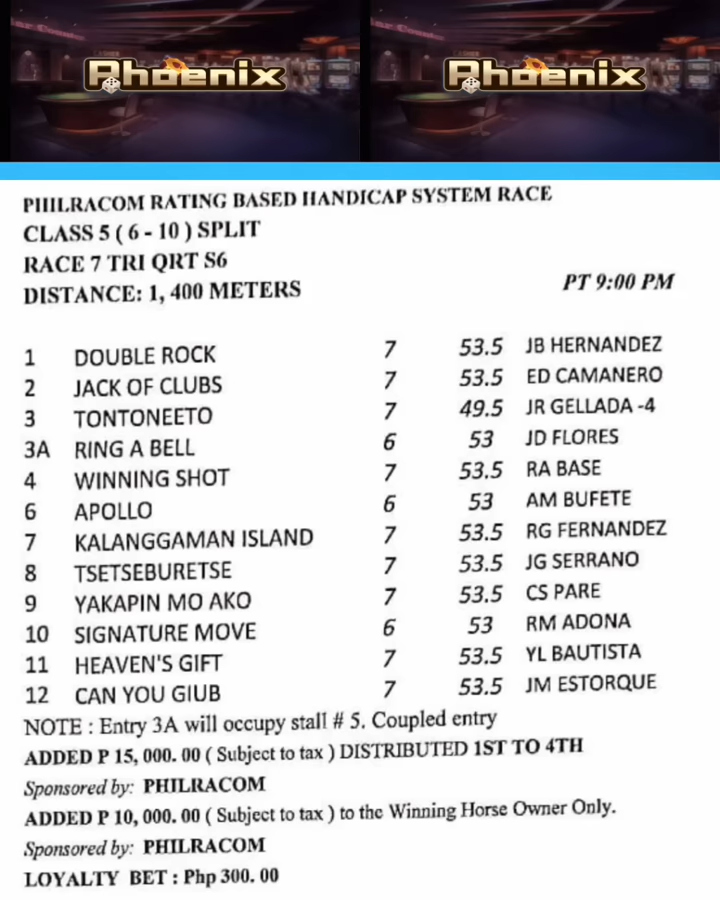 Phoenix
Phoenix
PHILRACOM RATING BASED HANDICAP SYSTEM RACE
CLASS 5 ( 6 - 10 ) SPLIT
RACE 7 TRI QRT S6
DISTANCE: 1, 400 METERS PT 9:00 PM
1 DOUBLE ROCK 7 53.5 JB HERNANDEZ
2 JACK OF CLUBS 7 53.5 ED CAMANERO
3 TONTONEETO 7 49.5 JR GELLADA -4
3A RING A BELL 6 53 JD FLORES
4 WINNING SHOT 7 53.5 RA BASE
6 APOLLO 6 53 AM BUFETE
7 KALANGGAMAN ISLAND 7 53.5 RG FERNANDEZ
8 TSETSEBURETSE 7 53.5 JG SERRANO
9 YAKAPIN MO AKO 7 53.5 CS PARE
10 SIGNATURE MOVE 6 53 RM ADONA
11 HEAVEN'S GIFT 7 53.5 YL BAUTISTA
12 CAN YOU GIUB 7 53.5 JM ESTORQUE
NOTE : Entry 3A will occupy stall # 5. Coupled entry
ADDED P 15, 000. 00 ( Subject to tax ) DISTRIBUTED 1ST TO 4TH
Sponsored by: PHILRACOM
ADDED P 10, 000. 00 ( Subject to tax ) to the Winning Horse Owner Only.
Sponsored by: PHILRACOM
LOYALTY BET : Php 300. 00